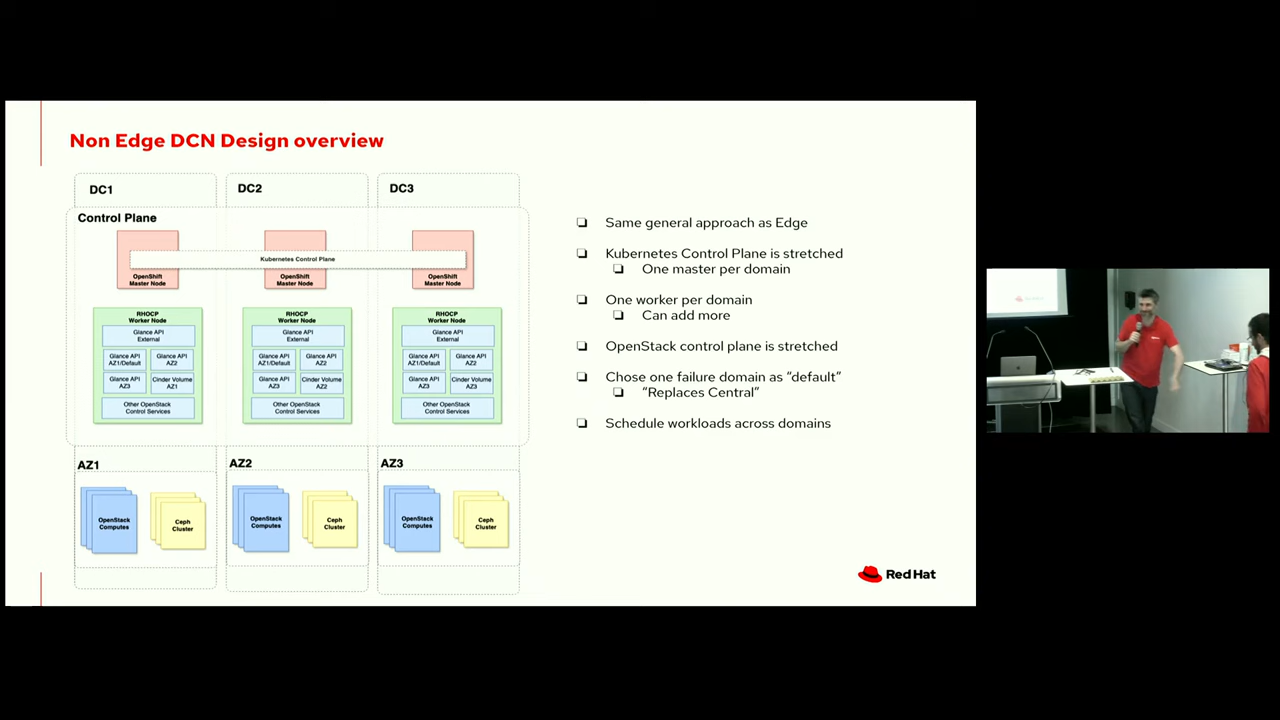 Non Edge DCN Design overview
DC1
DC2
DC3
Control Plane
Kubernetes Control Plane
OpenShift
Master Node
OpenShift
Master Node
OpenShift
Master Node
RHOCP
Worker Node
Glance API
External
Glance API
AZ1/Default
Glance API
AZ2
Glance API
AZ3
Cinder Volume
AZ1
Other OpenStack
Control Services
RHOCP
Worker Node
Glance API
External
Glance API
AZ1/Default
Glance API
AZ2
Glance API
AZ3
Cinder Volume
AZ2
Other OpenStack
Control Services
RHOCP
Worker Node
Glance API
External
Glance API
AZ1/Default
Glance API
AZ2
Glance API
AZ3
Cinder Volume
AZ3
Other OpenStack
Control Services
AZ1
AZ2
AZ3
OpenStack
Computes
Ceph
Cluster
OpenStack
Computes
Ceph
Cluster
OpenStack
Computes
Ceph
Cluster
Same general approach as Edge
Kubernetes Control Plane is stretched
One master per domain
One worker per domain
Can add more
OpenStack control plane is stretched
Chose one failure domain as “default”
“Replaces Central”
Schedule workloads across domains
Red Hat